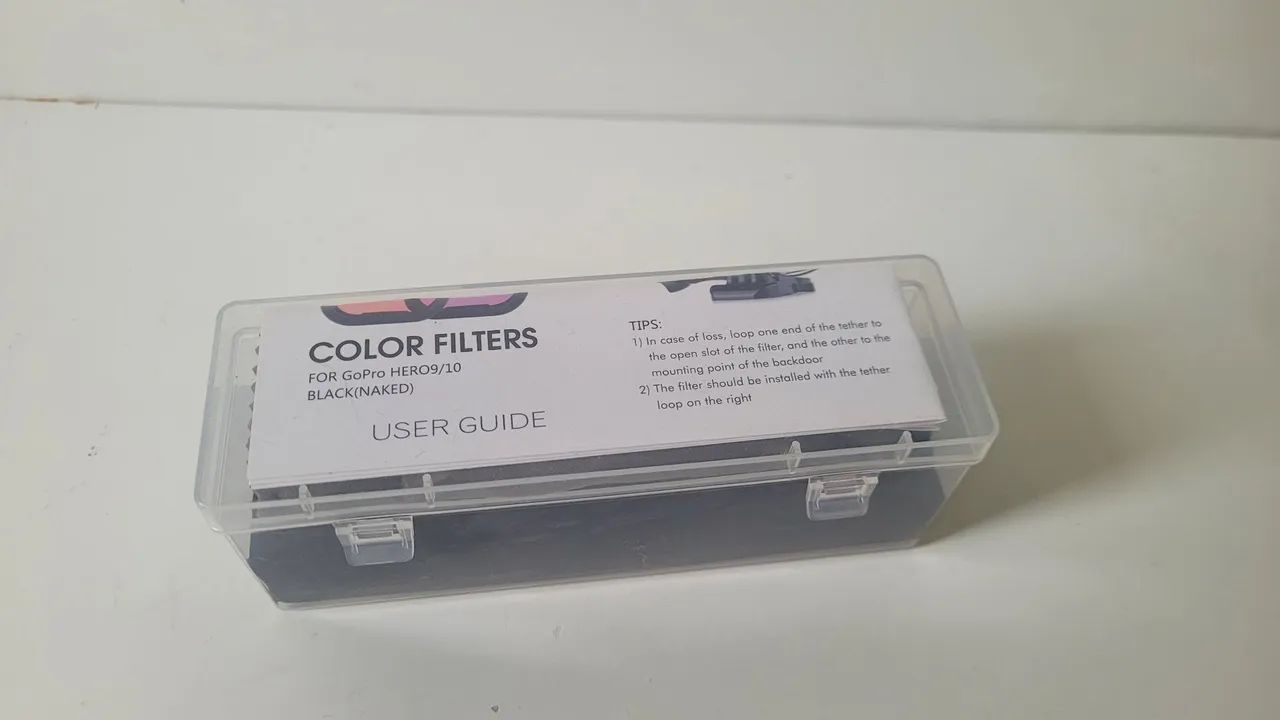 COLOR FILTERS
FOR GoPro HERO9/10
BLACK(NAKED)
USER GUIDE
TIPS:
1) In case of loss, loop one end of the tether to
the open slot of the filter, and the other to the
mounting point of the backdoor
2) The filter should be installed with the tether
loop on the right